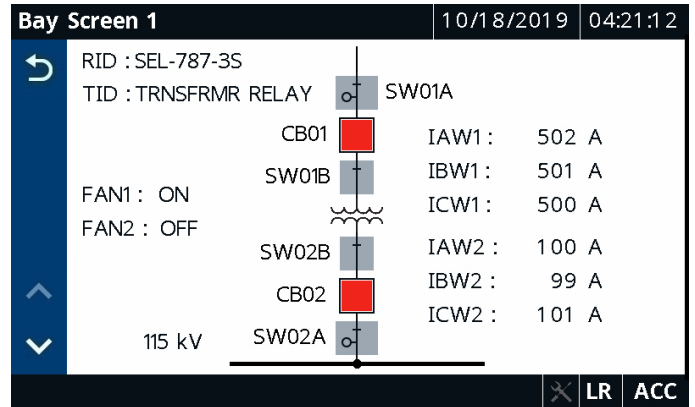 Bay Screen 1 10/18/2019 04:21:12
RID : SEL-787-3S
TID : TRNSFRMR RELAY SW01A
CB01 IAW1 : 502 A
SW01B IBW1 : 501 A
FAN1 : ON ICW1 : 500 A
FAN2 : OFF
SW02B IAW2 : 100 A
CB02 IBW2 : 99 A
ICW2 : 101 A
115 kV SW02A
LR ACC